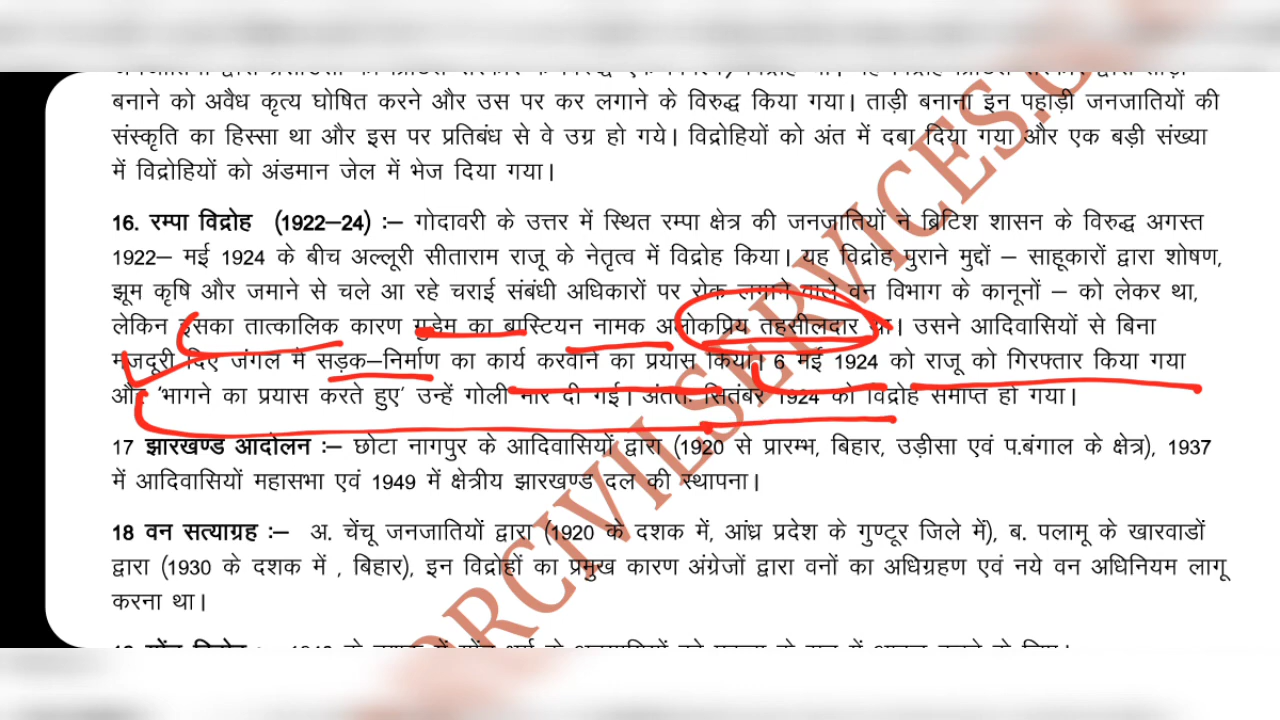 बनाने को अवैध कृत्य घोषित करने और उस पर कर लगाने के विरुद्ध किया गया। ताड़ी बनाना इन पहाड़ी जनजातियों की
संस्कृति का हिस्सा था और इस पर प्रतिबंध से वे उग्र हो गये। विद्रोहियों को अंत में दबा दिया गया और एक बड़ी संख्या
में विद्रोहियों को अंडमान जेल में भेज दिया गया।
16. रम्पा विद्रोह (1922–24) :– गोदावरी के उत्तर में स्थित रम्पा क्षेत्र की जनजातियों ने ब्रिटिश शासन के विरुद्ध अगस्त
1922– मई 1924 के बीच अल्लूरी सीताराम राजू के नेतृत्व में विद्रोह किया। यह विद्रोह पुराने मुद्दों – साहूकारों द्वारा शोषण,
झूम कृषि और जमाने से चले आ रहे चराई संबंधी अधिकारों पर रोक लगाने वाले वन विभाग के कानूनों – को लेकर था,
लेकिन इसका तात्कालिक कारण गुडेम का बास्टियन नामक अलोकप्रिय तहसीलदार था। उसने आदिवासियों से बिना
मजदूरी दिए जंगल में सड़क–निर्माण का कार्य करवाने का प्रयास किया। 6 मई 1924 को राजू को गिरफ्तार किया गया
और 'भागने का प्रयास करते हुए' उन्हें गोली मार दी गई। अंततः सितंबर 1924 को विद्रोह समाप्त हो गया।
17 झारखण्ड आदोलन :– छोटा नागपुर के आदिवासियों द्वारा (1920 से प्रारम्भ, बिहार, उड़ीसा एवं प.बंगाल के क्षेत्र), 1937
में आदिवासियों महासभा एवं 1949 में क्षेत्रीय झारखण्ड दल की स्थापना।
18 वन सत्याग्रह :– अ. चेंचू जनजातियों द्वारा (1920 के दशक में, आंध्र प्रदेश के गुण्टूर जिले में), ब. पलामू के खारवाडों
द्वारा (1930 के दशक में , बिहार), इन विद्रोहों का प्रमुख कारण अंग्रेजों द्वारा वनों का अधिग्रहण एवं नये वन अधिनियम लागू
करना था।
ORCIVILSERVICES.C